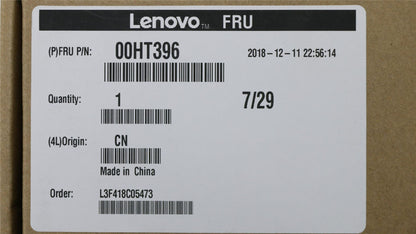 Lenovo™ FRU
(P)FRU P/N: 00HT396 2018-12-11 22:56:14
Quantity: 1 7/29
(4L)Origin: CN
Made in China
Order: L3F418C05473